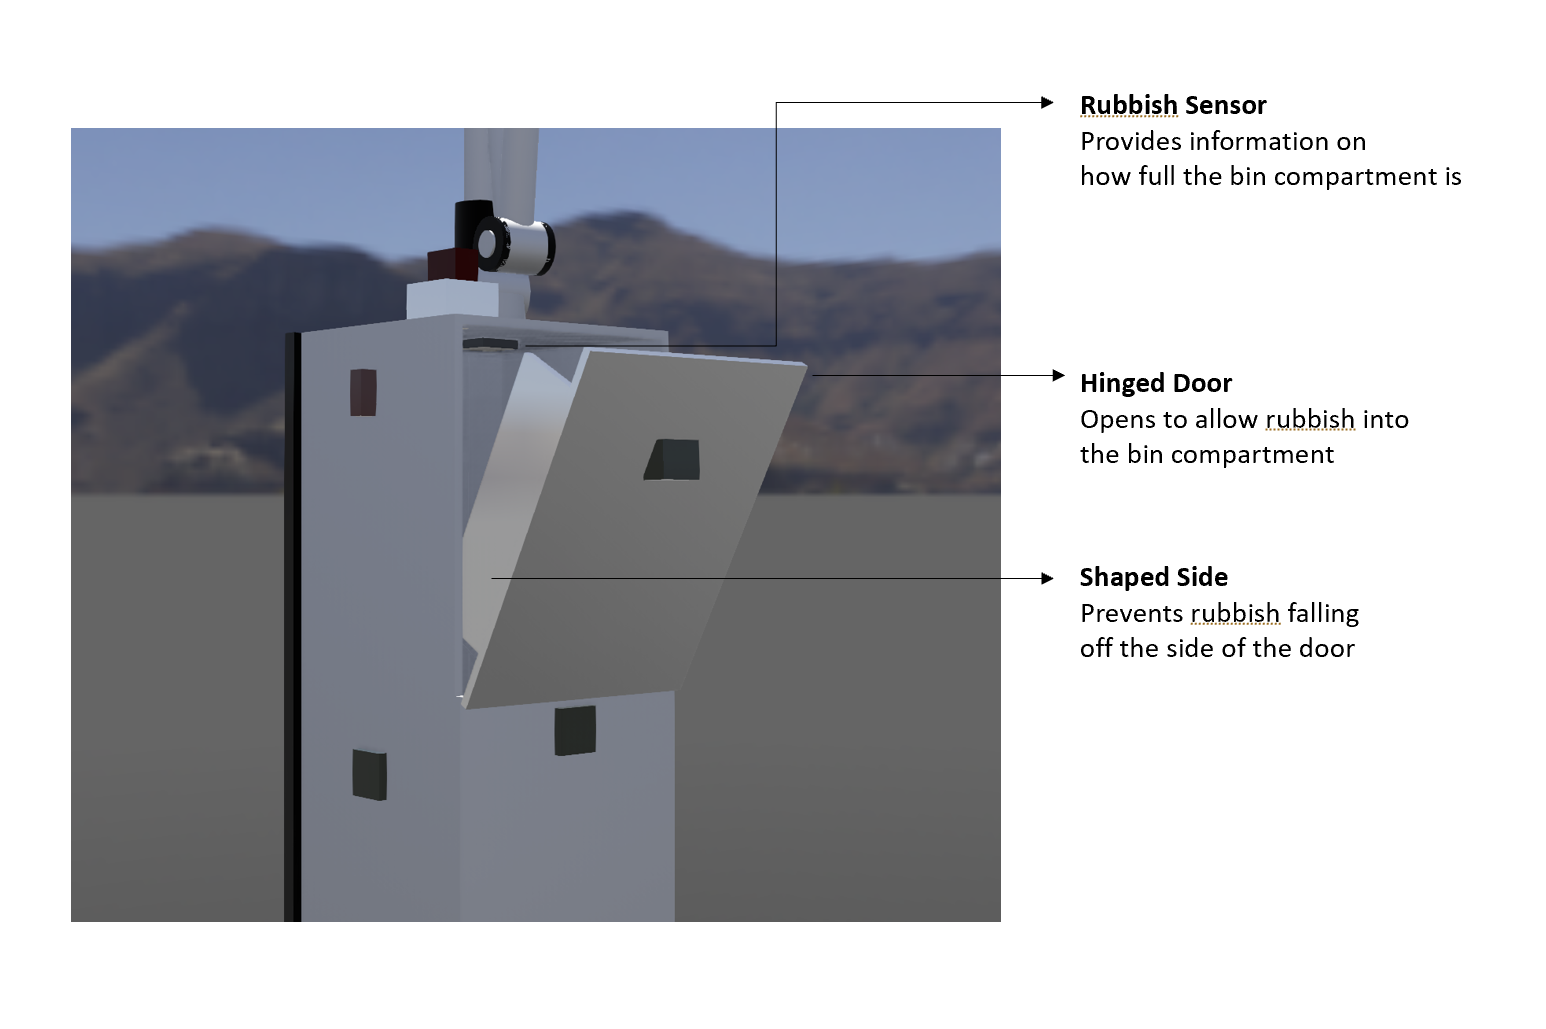 Rubbish Sensor
Provides information on
how full the bin compartment is
Hinged Door
Opens to allow rubbish into
the bin compartment
Shaped Side
Prevents rubbish falling
off the side of the door